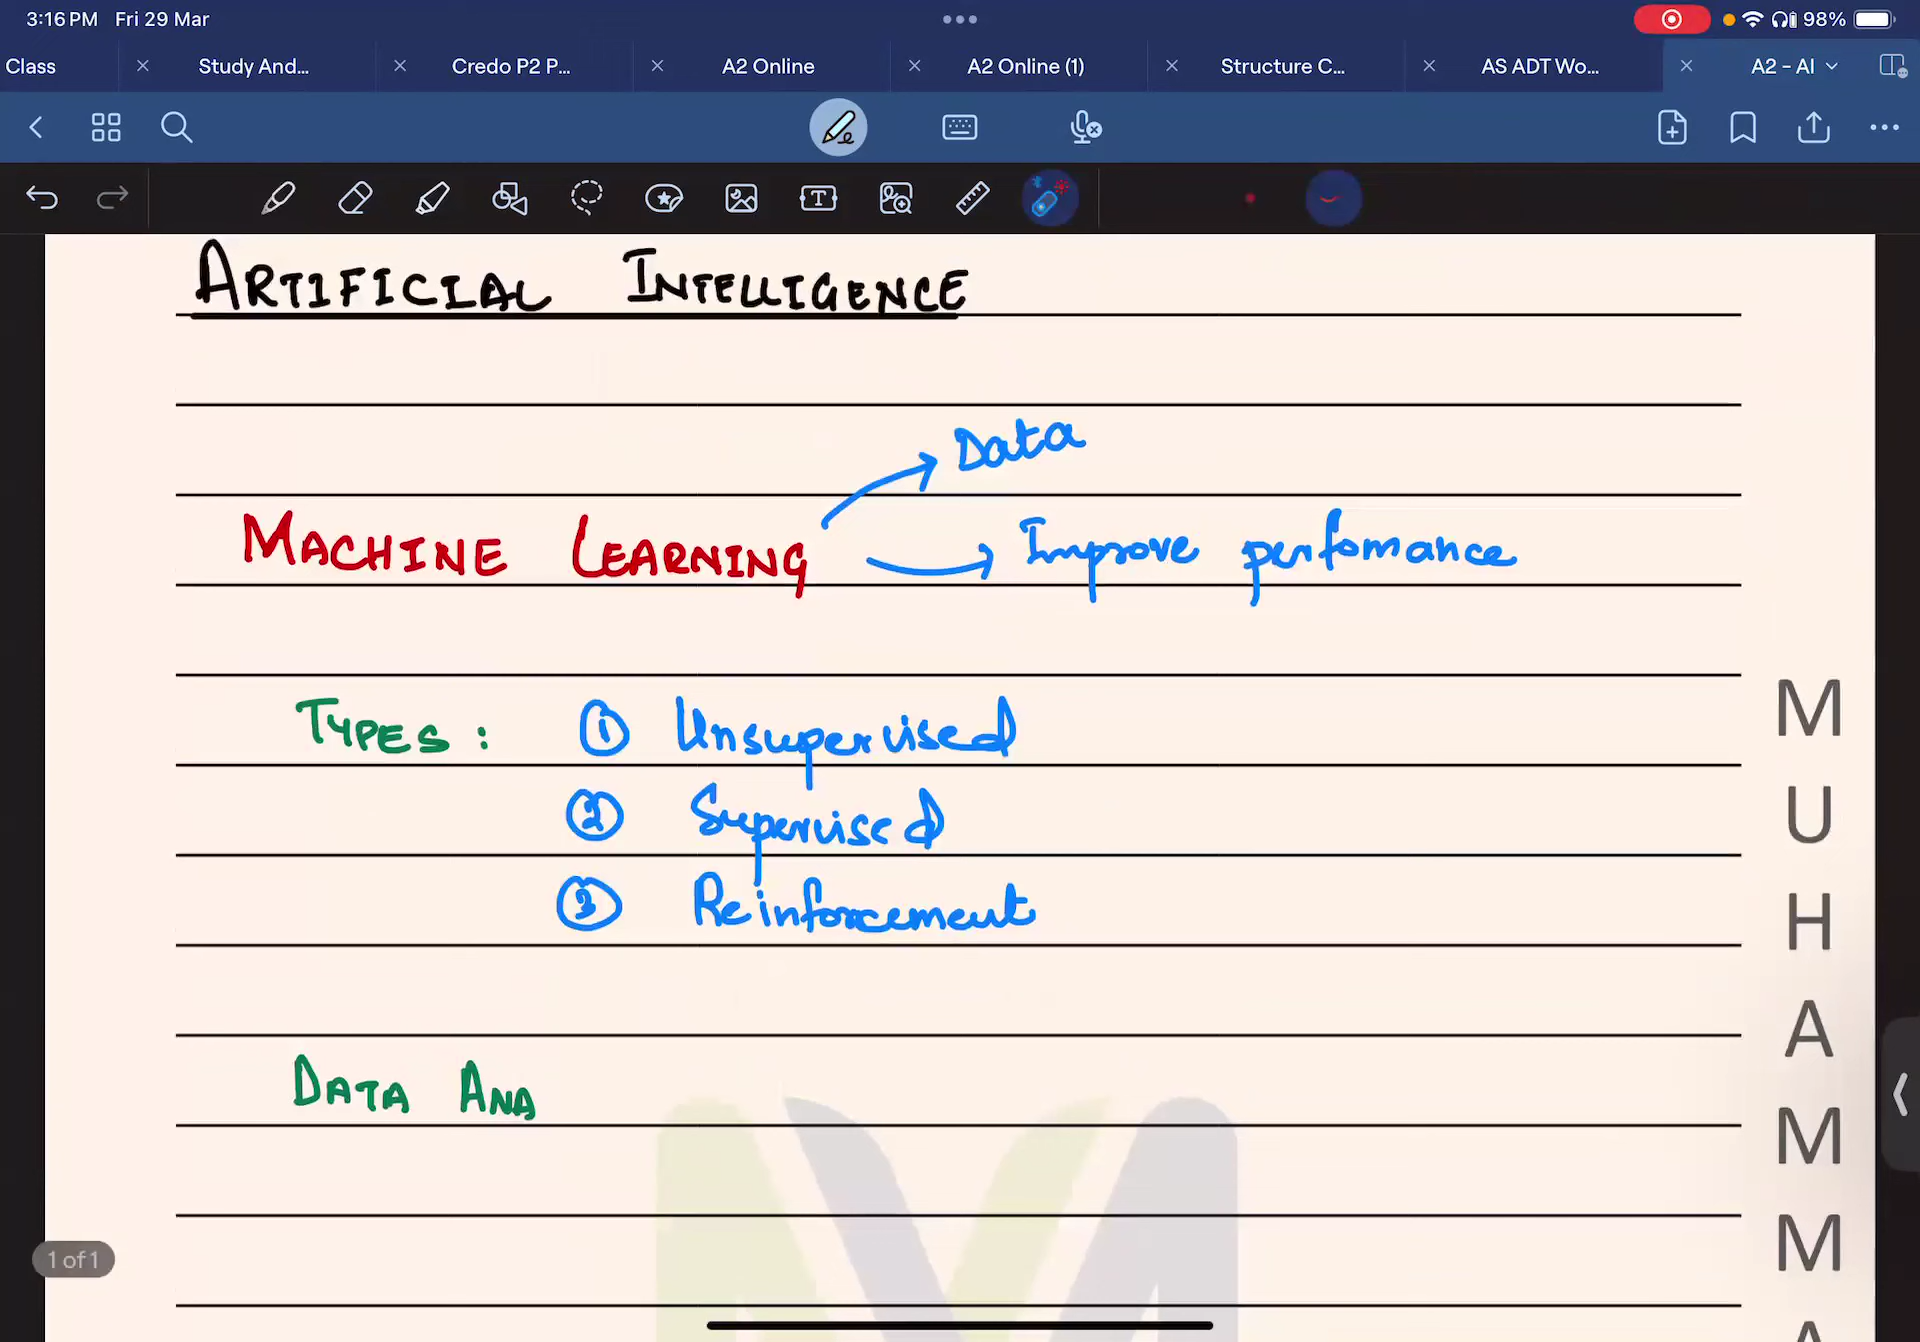 3:16 PM Fri 29 Mar 98%
Class Study And... Credo P2 P... A2 Online A2 Online (1) Structure C... AS ADT Wo... A2 - AI
ARTIFICIAL INTELLIGENCE
Data
MACHINE LEARNING Improve perfomance
TYPES : 1 Unsupervised
2 Supervised
3 Reinforcement
DATA ANA
1 of 1
M
U
H
A
M
M
A